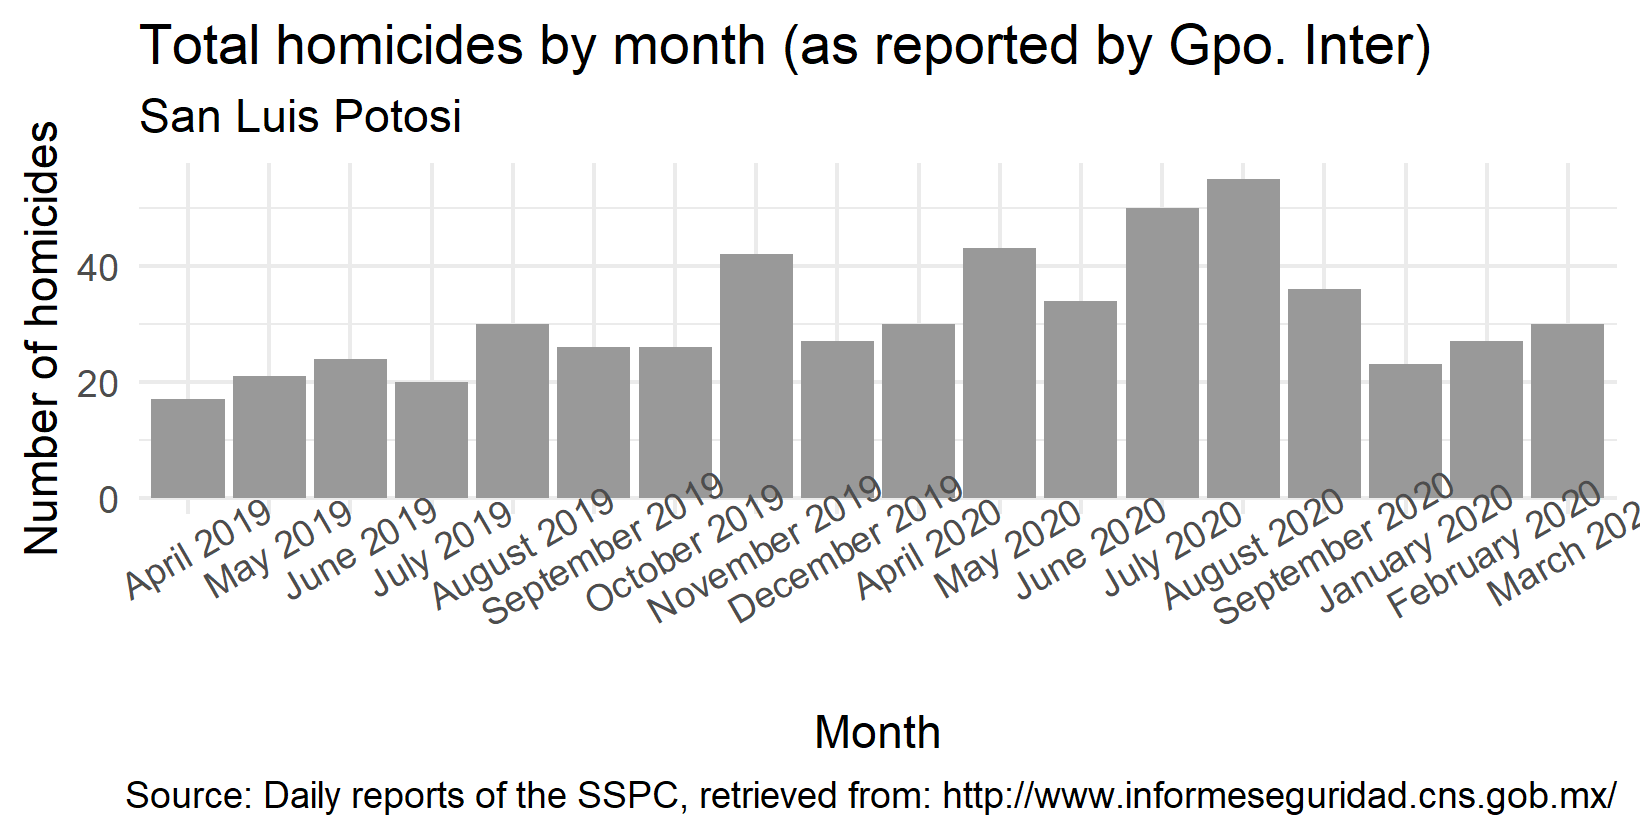 Total homicides by month (as reported by Gpo. Inter)
San Luis Potosi
Number of homicides
40
20
0
April 2019
May 2019
June 2019
July 2019
August 2019
September 2019
October 2019
November 2019
December 2019
April 2020
May 2020
June 2020
July 2020
August 2020
September 2020
January 2020
February 2020
March 202
Month
Source: Daily reports of the SSPC, retrieved from: http://www.informeseguridad.cns.gob.mx/